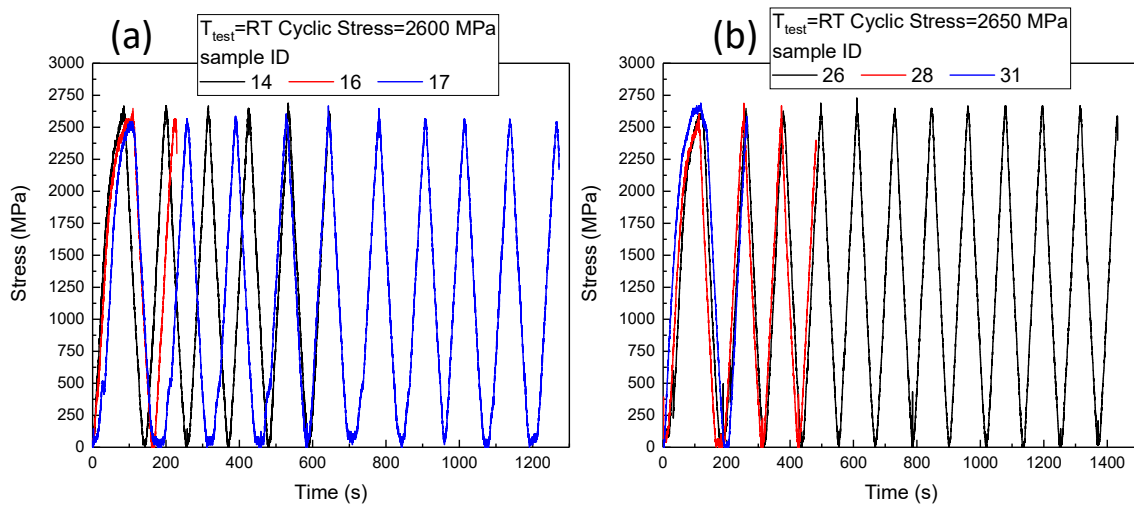 (a)
T_test=RT Cyclic Stress=2600 MPa
sample ID
14 16 17
3000
2750
2500
2250
2000
1750
1500
1250
1000
750
500
250
0
Stress (MPa)
0 200 400 600 800 1000 1200
Time (s)
(b)
T_test=RT Cyclic Stress=2650 MPa
sample ID
26 28 31
3000
2750
2500
2250
2000
1750
1500
1250
1000
750
500
250
0
Stress (MPa)
0 200 400 600 800 1000 1200 1400
Time (s)